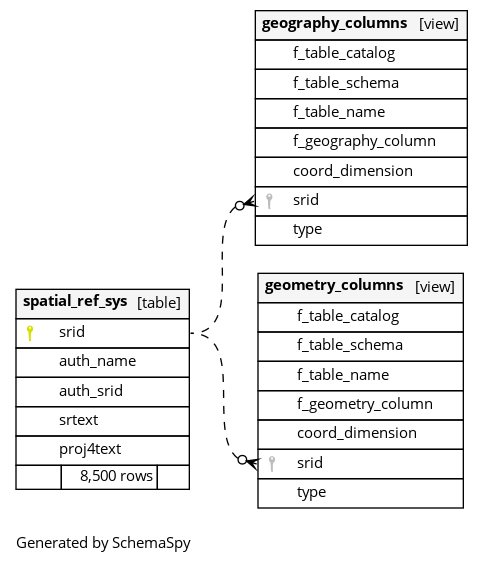 geography_columns [view]
f_table_catalog
f_table_schema
f_table_name
f_geography_column
coord_dimension
srid
type
spatial_ref_sys [table]
srid
auth_name
auth_srid
srtext
proj4text
8,500 rows
geometry_columns [view]
f_table_catalog
f_table_schema
f_table_name
f_geometry_column
coord_dimension
srid
type
Generated by SchemaSpy